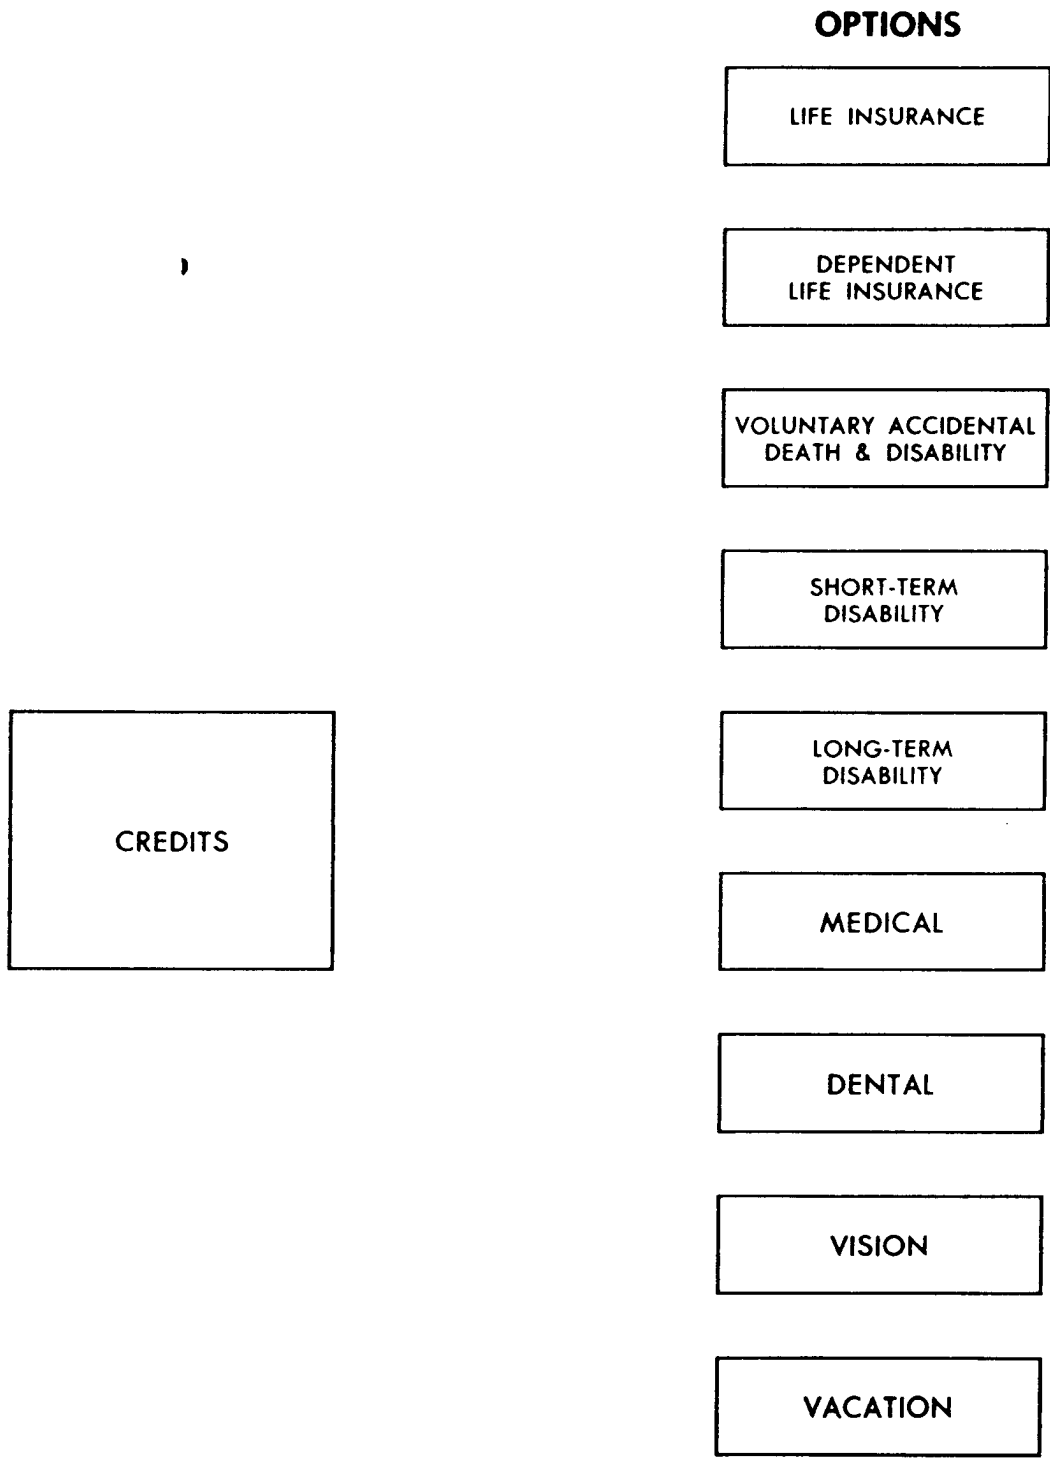 OPTIONS
LIFE INSURANCE
DEPENDENT
LIFE INSURANCE
VOLUNTARY ACCIDENTAL
DEATH & DISABILITY
SHORT-TERM
DISABILITY
LONG-TERM
DISABILITY
CREDITS
MEDICAL
DENTAL
VISION
VACATION